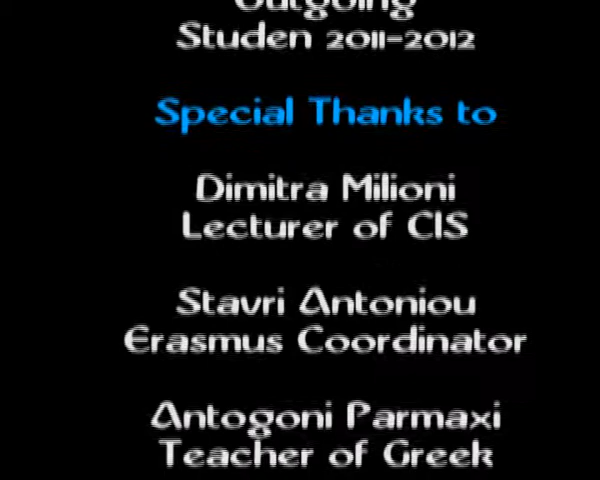 Outgoing
Studen 2011-2012
Special Thanks to
Dimitra Milioni
Lecturer of CIS
Stavri Antoniou
Erasmus Coordinator
Antogoni Parmaxi
Teacher of Greek